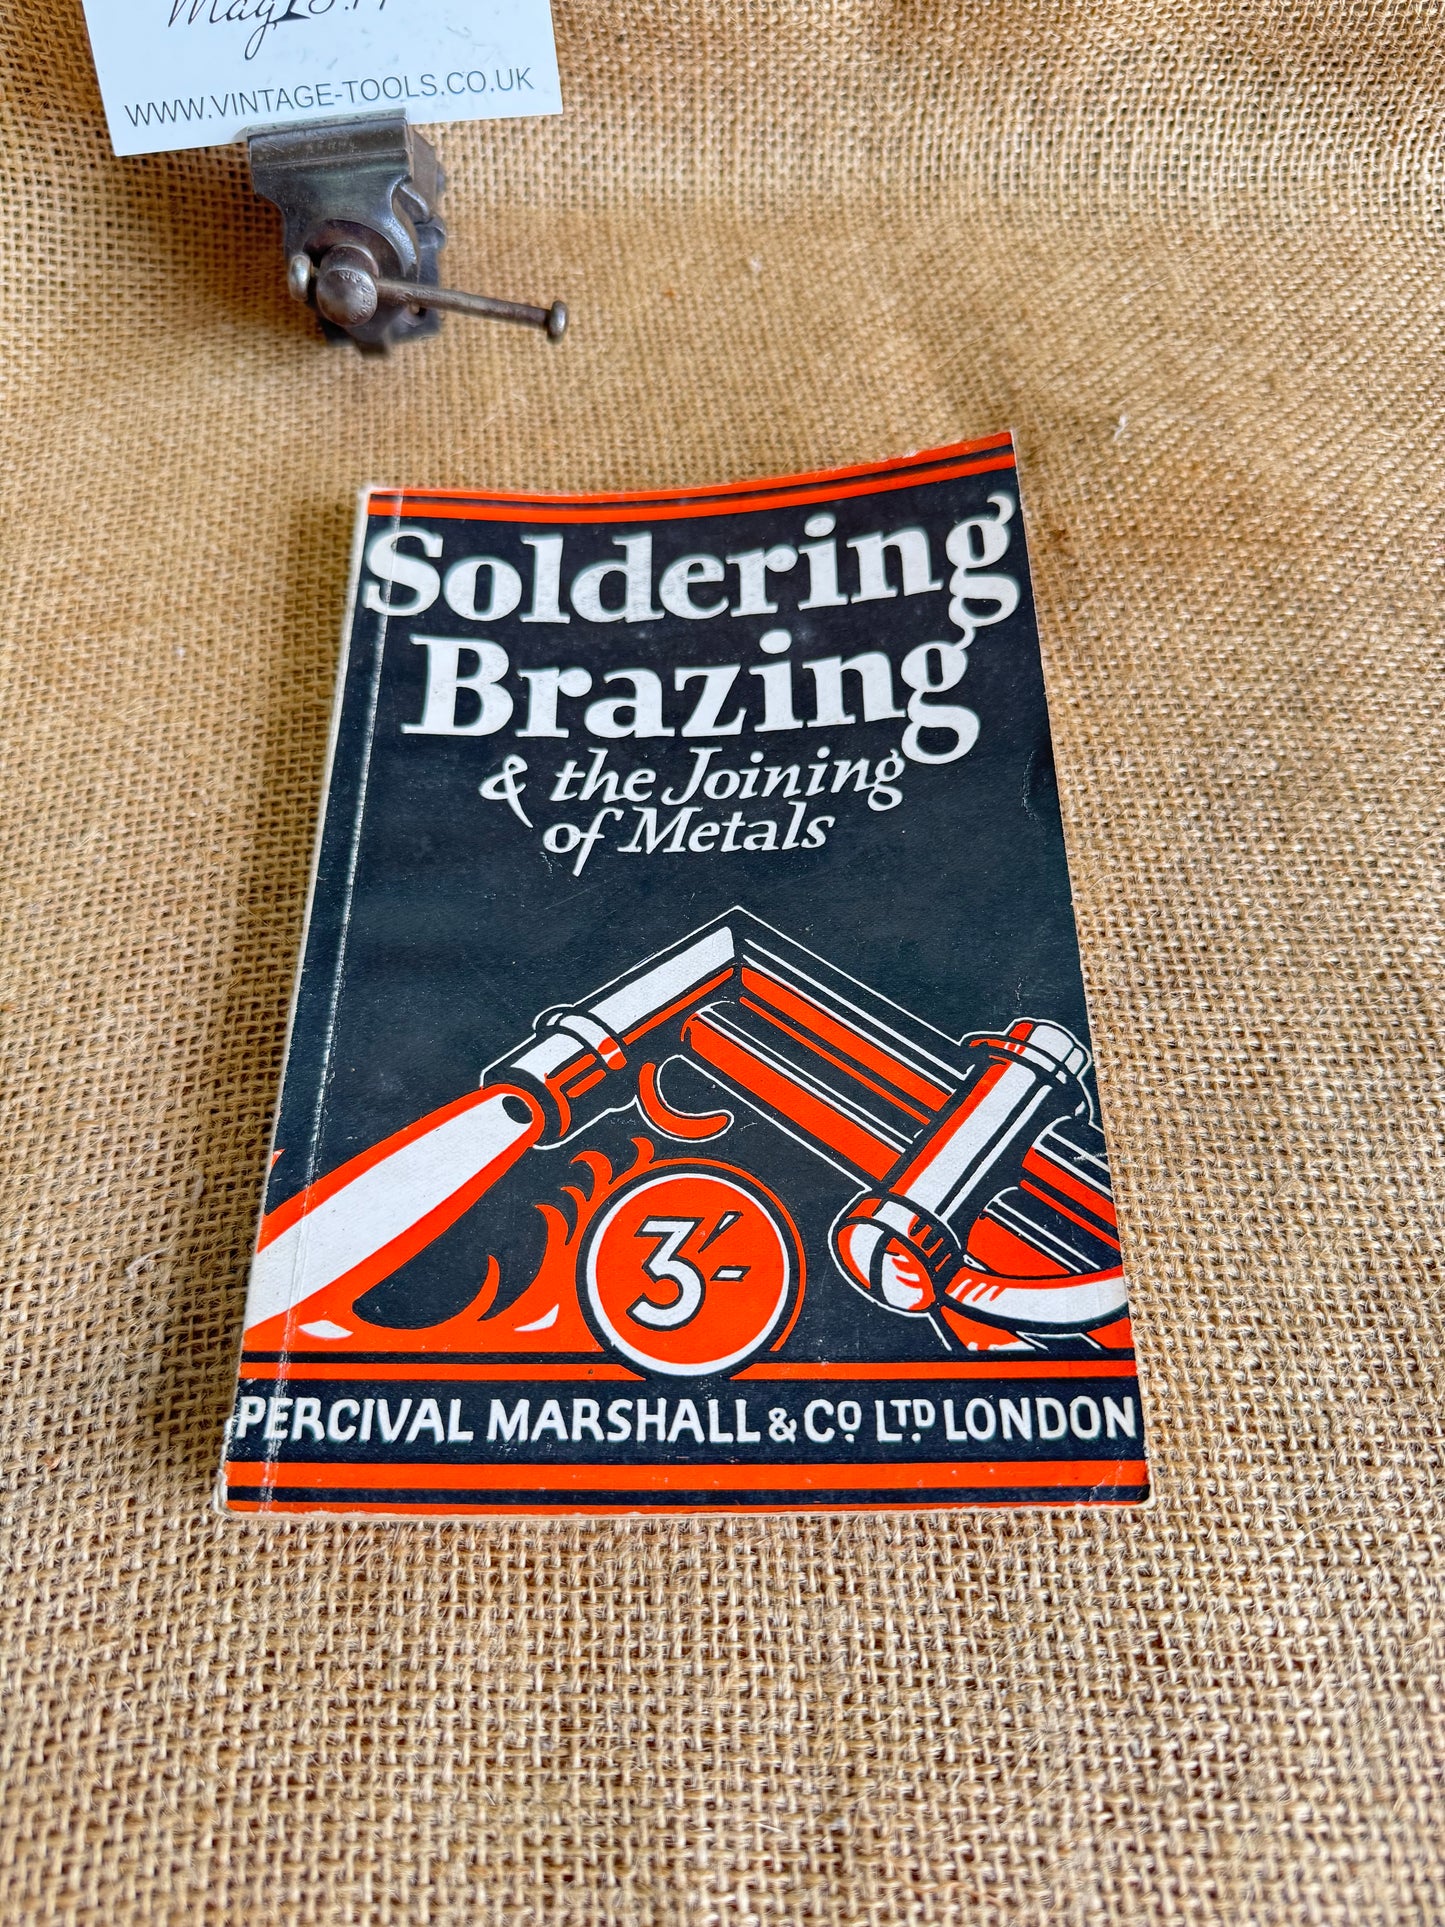 WWW.VINTAGE-TOOLS.CO.UK
Soldering
Brazing
& the Joining
of Metals
3/-
PERCIVAL MARSHALL & CO. LTD. LONDON